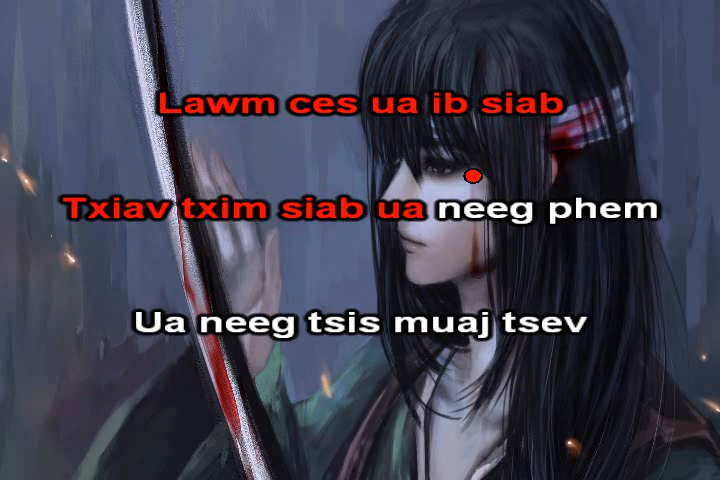 Lawm ces ua ib siab
Txiav txim siab ua neeg phem
Ua neeg tsis muaj tsev